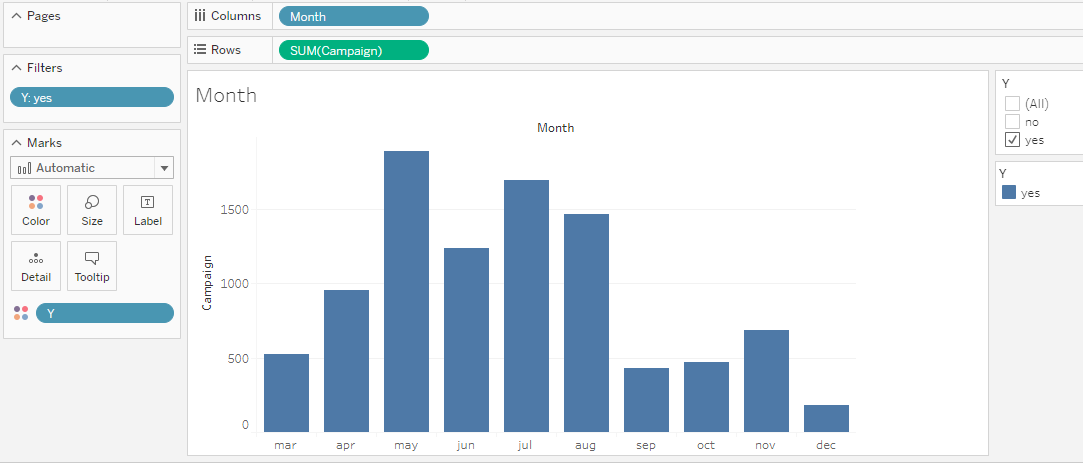 Pages
Columns Month
Rows SUM(Campaign)
Filters
Y: yes
Marks
Automatic
Color Size Label
Detail Tooltip
Y
Month
Month
Campaign
1500
1000
500
0
mar apr may jun jul aug sep oct nov dec
Y
(All)
no
yes
Y
yes